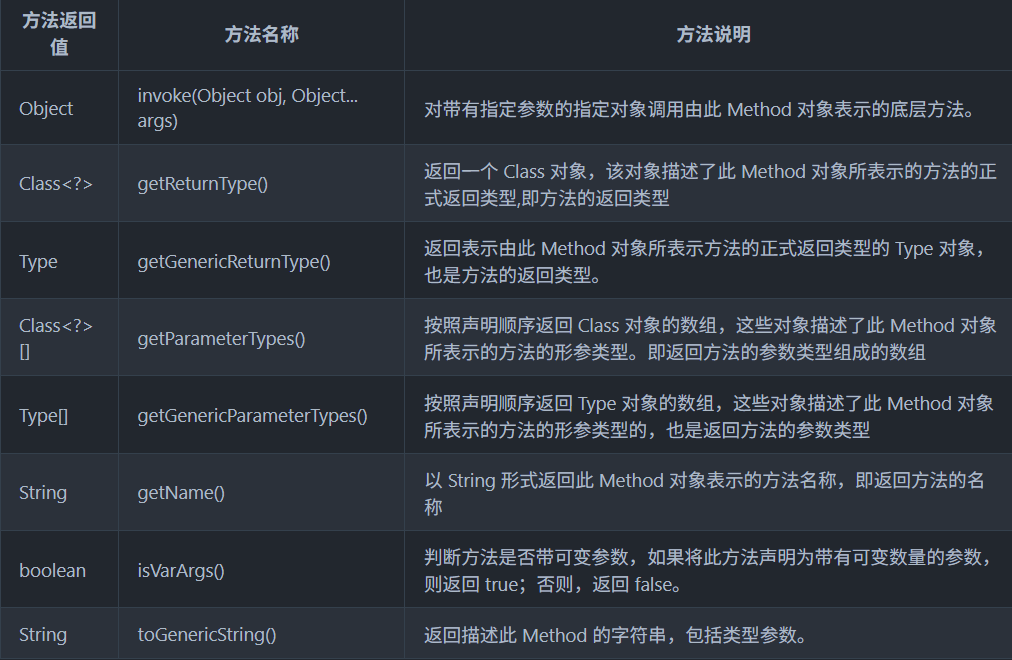 方法返回
值
方法名称
方法说明
Object
invoke(Object obj, Object...
args)
对带有指定参数的指定对象调用由此 Method 对象表示的底层方法。
Class<?>
getReturnType()
返回一个 Class 对象，该对象描述了此 Method 对象所表示的方法的正
式返回类型,即方法的返回类型
Type
getGenericReturnType()
返回表示由此 Method 对象所表示方法的正式返回类型的 Type 对象，
也是方法的返回类型。
Class<?>
[]
getParameterTypes()
按照声明顺序返回 Class 对象的数组，这些对象描述了此 Method 对象
所表示的方法的形参类型。即返回方法的参数类型组成的数组
Type[]
getGenericParameterTypes()
按照声明顺序返回 Type 对象的数组，这些对象描述了此 Method 对象
所表示的方法的形参类型的，也是返回方法的参数类型
String
getName()
以 String 形式返回此 Method 对象表示的方法名称，即返回方法的名
称
boolean
isVarArgs()
判断方法是否带可变参数，如果将此方法声明为带有可变数量的参数，
则返回 true；否则，返回 false。
String
toGenericString()
返回描述此 Method 的字符串，包括类型参数。